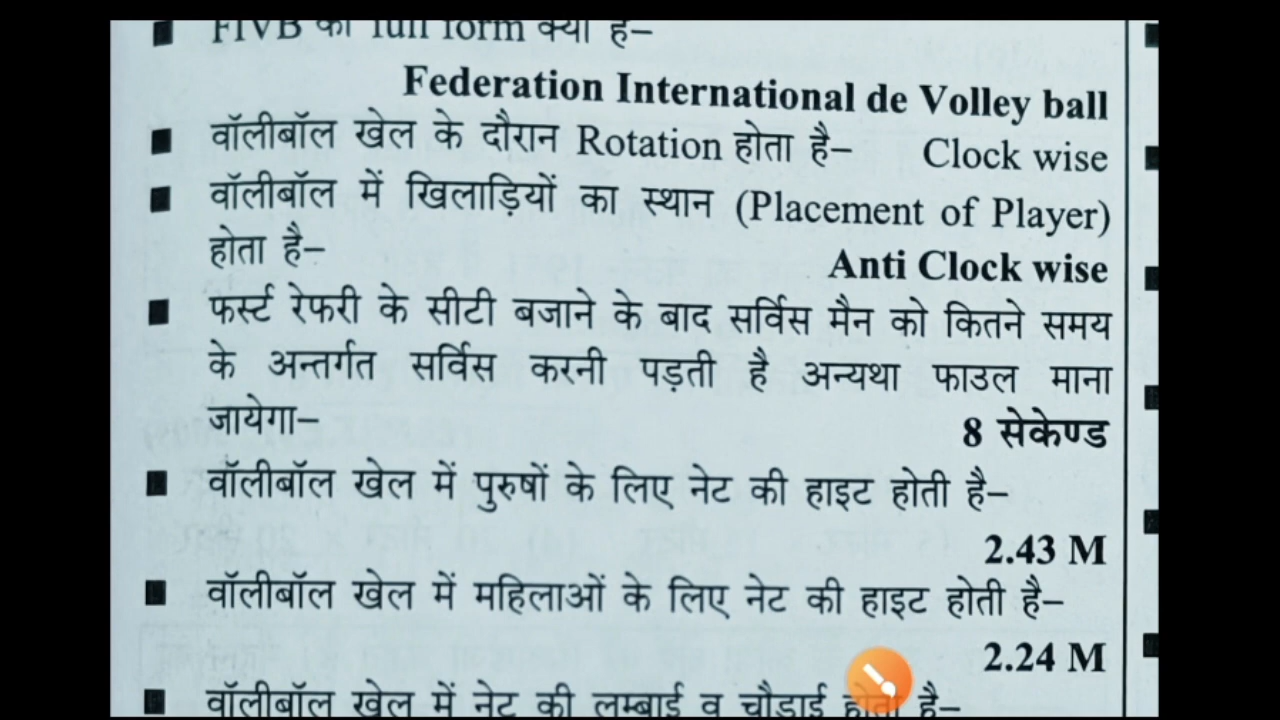 FIVB का full form क्या है–
Federation International de Volley ball
वॉलीबॉल खेल के दौरान Rotation होता है– Clock wise
वॉलीबॉल में खिलाड़ियों का स्थान (Placement of Player)
होता है–
Anti Clock wise
फर्स्ट रेफरी के सीटी बजाने के बाद सर्विस मैन को कितने समय
के अन्तर्गत सर्विस करनी पड़ती है अन्यथा फाउल माना
जायेगा–
8 सेकेण्ड
वॉलीबॉल खेल में पुरुषों के लिए नेट की हाइट होती है–
2.43 M
वॉलीबॉल खेल में महिलाओं के लिए नेट की हाइट होती है–
2.24 M
वॉलीबॉल खेल में नेट की लम्बाई व चौड़ाई होता है–